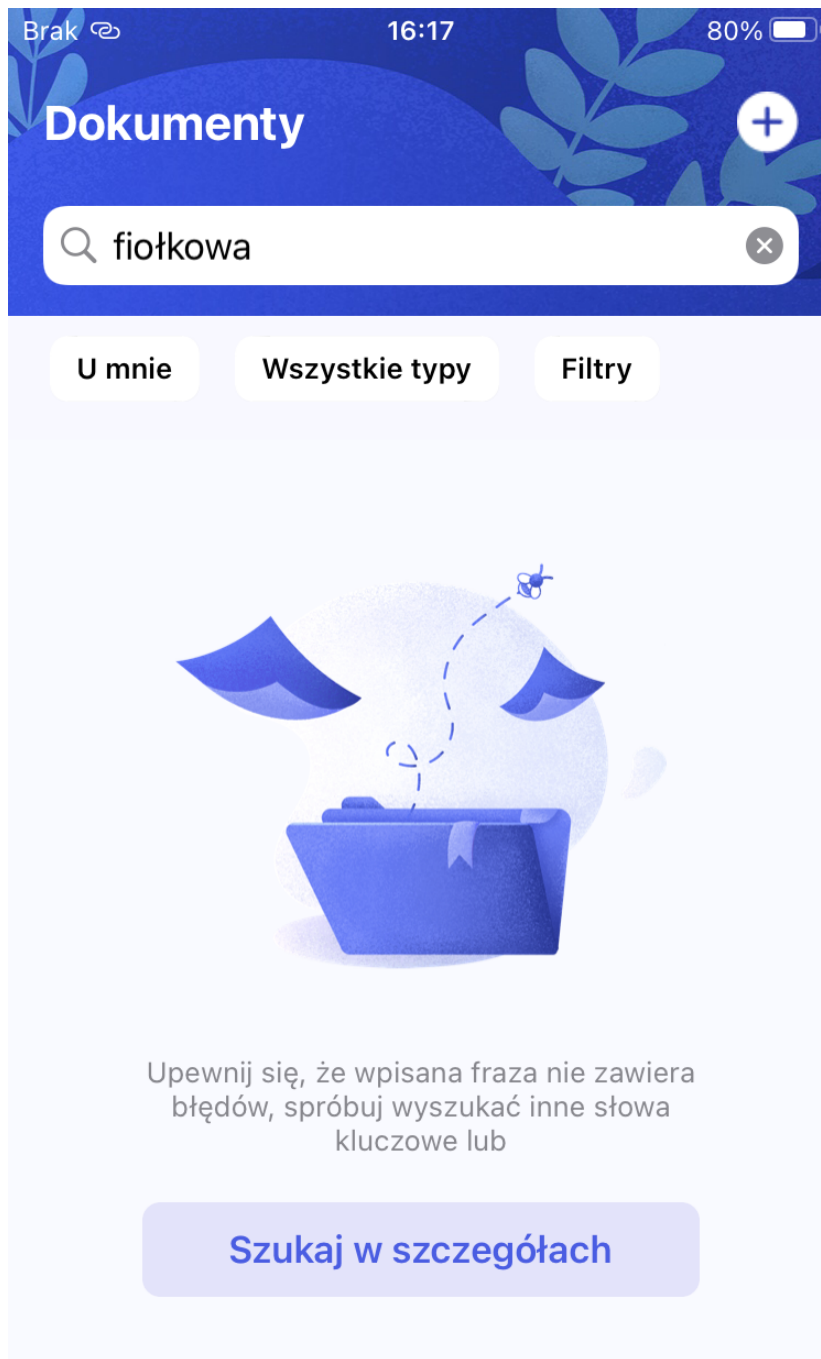 Brak 16:17 80%
Dokumenty
fiołkowa
U mnie Wszystkie typy Filtry
Upewnij się, że wpisana fraza nie zawiera
błędów, spróbuj wyszukać inne słowa
kluczowe lub
Szukaj w szczegółach